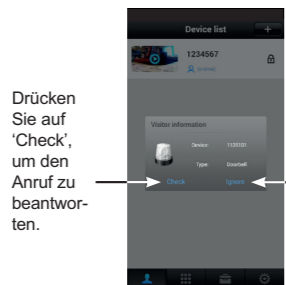 Drücken
Sie auf
'Check',
um den
Anruf zu
beantwor-
ten.
Device list +
1234567
Visitor information
Device: 1123101
Type: Doorbell
Check Ignore